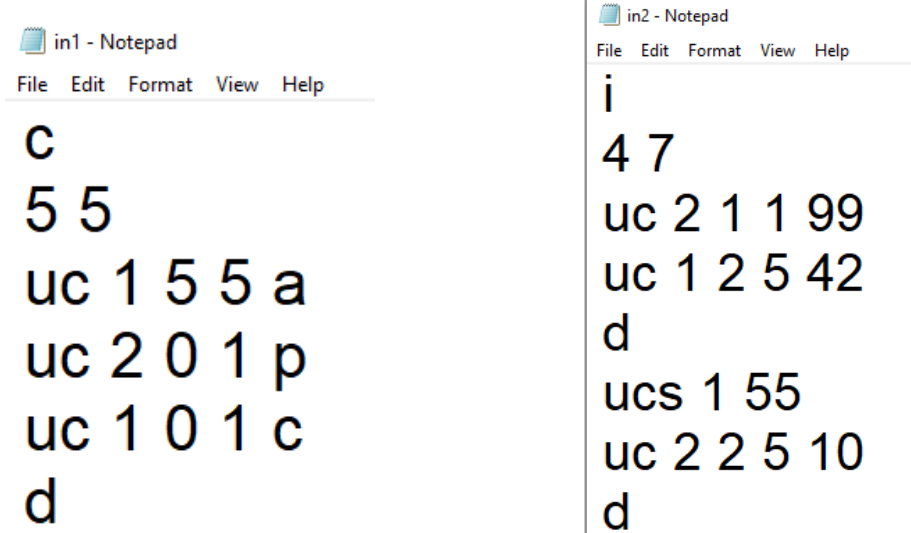 in1 - Notepad
File Edit Format View Help
c
5 5
uc 1 5 5 a
uc 2 0 1 p
uc 1 0 1 c
d
in2 - Notepad
File Edit Format View Help
i
4 7
uc 2 1 1 99
uc 1 2 5 42
d
ucs 1 55
uc 2 2 5 10
d